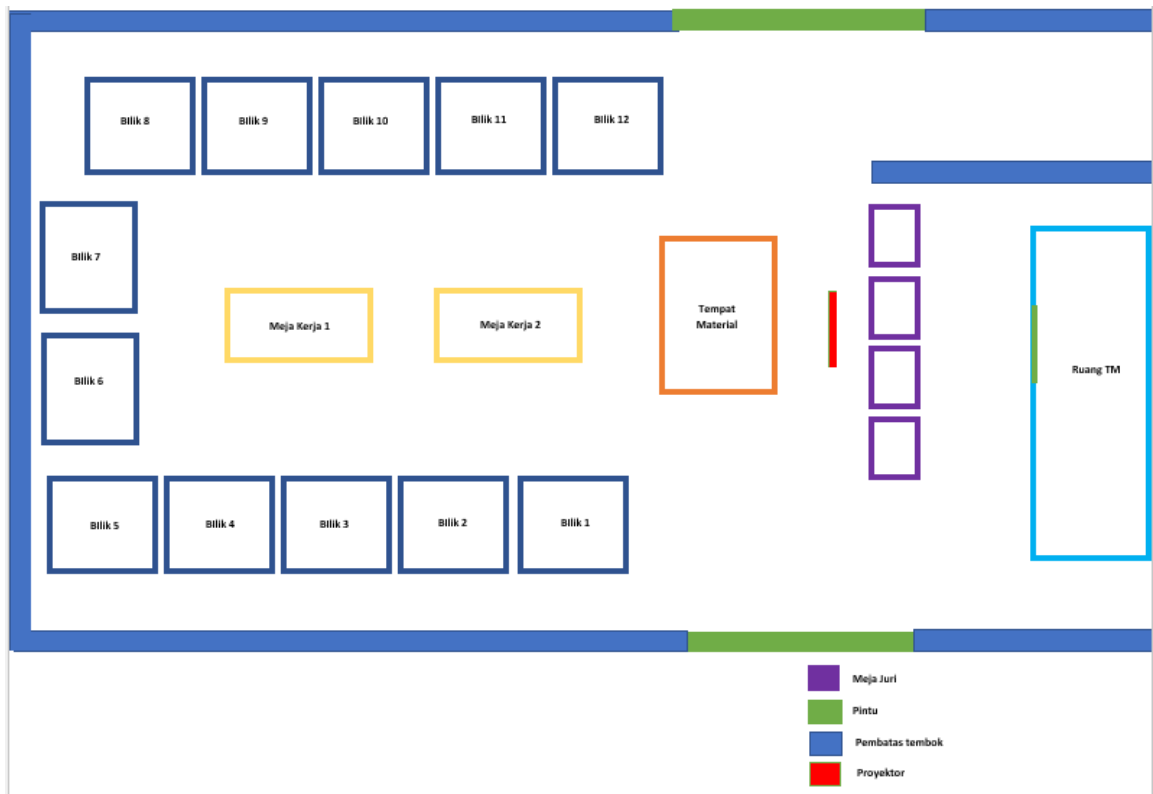 BIlik 8
BIlik 9
BIlik 10
BIlik 11
BIlik 12
BIlik 7
Meja Kerja 1
Meja Kerja 2
Tempat
Material
BIlik 6
Ruang TM
BIlik 5
BIlik 4
BIlik 3
BIlik 2
BIlik 1
Meja Juri
Pintu
Pembatas tembok
Proyektor